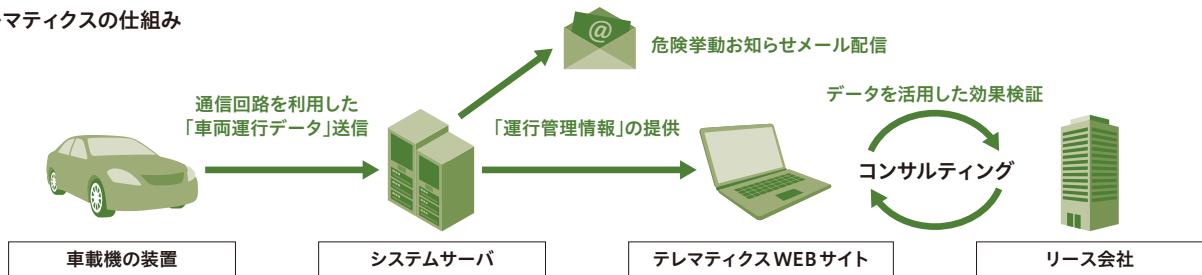 マティクスの仕組み
@
危険挙動お知らせメール配信
通信回路を利用した
「車両運行データ」送信
「運行管理情報」の提供
データを活用した効果検証
コンサルティング
車載機の装置
システムサーバ
テレマティクスWEBサイト
リース会社